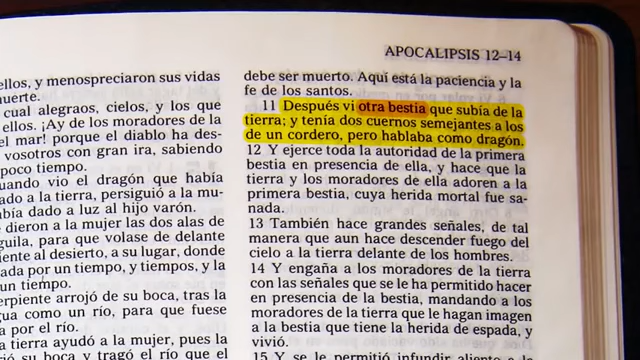 APOCALIPSIS 12–14
ellos, y menospreciaron sus vidas
muerte.
cual alegraos, cielos, y los que
ellos. ¡Ay de los moradores de la
el mar! porque el diablo ha des-
vosotros con gran ira, sabiendo
poco tiempo.
uando vio el dragón que había
ado a la tierra, persiguió a la mu-
bía dado a luz al hijo varón.
e dieron a la mujer las dos alas de
guila, para que volase de delante
iente al desierto, a su lugar, donde
ada por un tiempo, y tiempos, y la
un tiempo.
erpiente arrojó de su boca, tras la
gua como un río, para que fuese
a por el río.
tierra ayudó a la mujer, pues la
ió su boca y tragó el río que el
debe ser muerto. Aquí está la paciencia y la
fe de los santos.
11 Después vi otra bestia que subía de la
tierra; y tenía dos cuernos semejantes a los
de un cordero, pero hablaba como dragón.
12 Y ejerce toda la autoridad de la primera
bestia en presencia de ella, y hace que la
tierra y los moradores de ella adoren a la
primera bestia, cuya herida mortal fue sa-
nada.
13 También hace grandes señales, de tal
manera que aun hace descender fuego del
cielo a la tierra delante de los hombres.
14 Y engaña a los moradores de la tierra
con las señales que se le ha permitido hacer
en presencia de la bestia, mandando a los
moradores de la tierra que le hagan imagen
a la bestia que tiene la herida de espada, y
vivió.
15 Y se le permitió infundir aliento a la